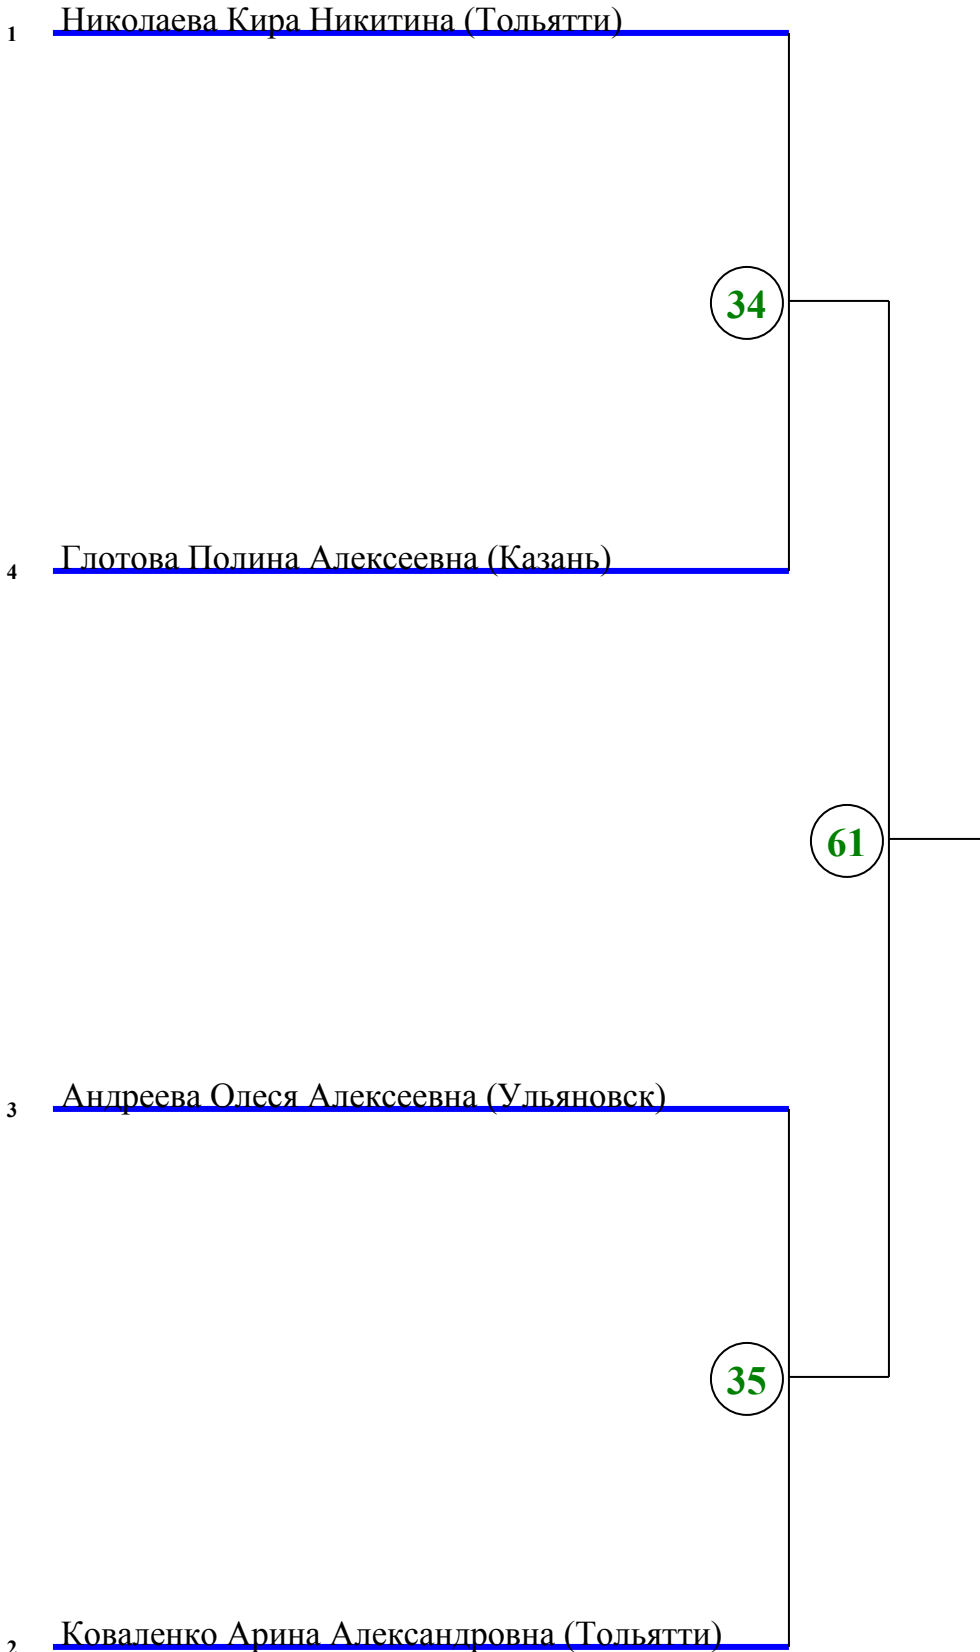 1 Николаева Кира Никитина (Тольятти)
34
4 Глотова Полина Алексеевна (Казань)
61
3 Андреева Олеся Алексеевна (Ульяновск)
35
2 Коваленко Арина Александровна (Тольятти)